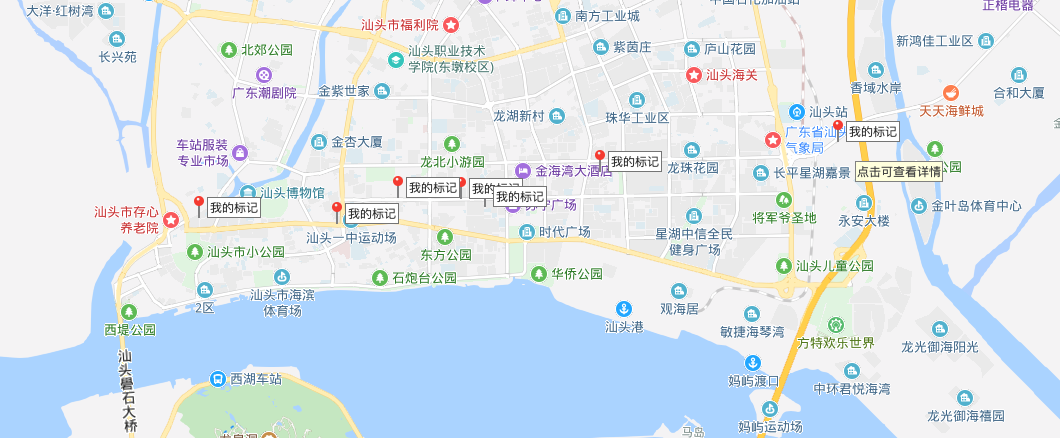 大洋·红树湾
长兴苑
北郊公园
广东潮剧院
汕头市福利院
汕头职业技术
学院(东墩校区)
金紫世家
南方工业城
紫茵庄
庐山花园
汕头海关
正楷电器
新鸿佳工业区
香域水岸
合和大厦
天天海鲜城
龙湖新村
珠华工业区
汕头站
我的标记
气象局
车站服装
专业市场
金杏大厦
龙北小游园
金海湾大酒店
我的标记
龙珠花园
长平星湖嘉景
点击可查看详情
公园
汕头博物馆
我的标记
我的标记
我的标记
我的标记
汕头市存心
养老院
我的标记
汕头一中运动场
将军爷圣地
永安大楼
金叶岛体育中心
时代广场
星湖中信全民
健身广场
汕头市小公园
东方公园
汕头儿童公园
石炮台公园
华侨公园
2区
汕头市海滨
体育场
观海居
西堤公园
汕头港
敏捷海琴湾
方特欢乐世界
龙光御海阳光
汕头礐石大桥
西湖车站
妈屿渡口
中环君悦海湾
龙光御海禧园
妈屿运动场
马岛